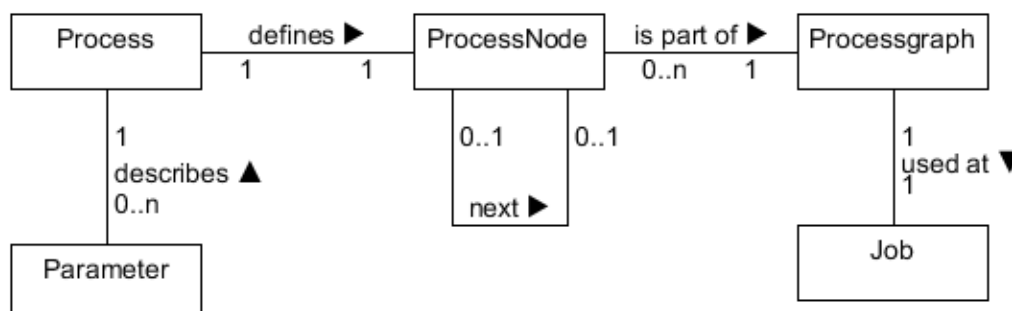 Process
defines ▶
1
1
ProcessNode
is part of ▶
0..n
1
Processgraph
1
describes ▲
0..n
0..1
0..1
next ▶
1
used at ▼
1
Parameter
Job